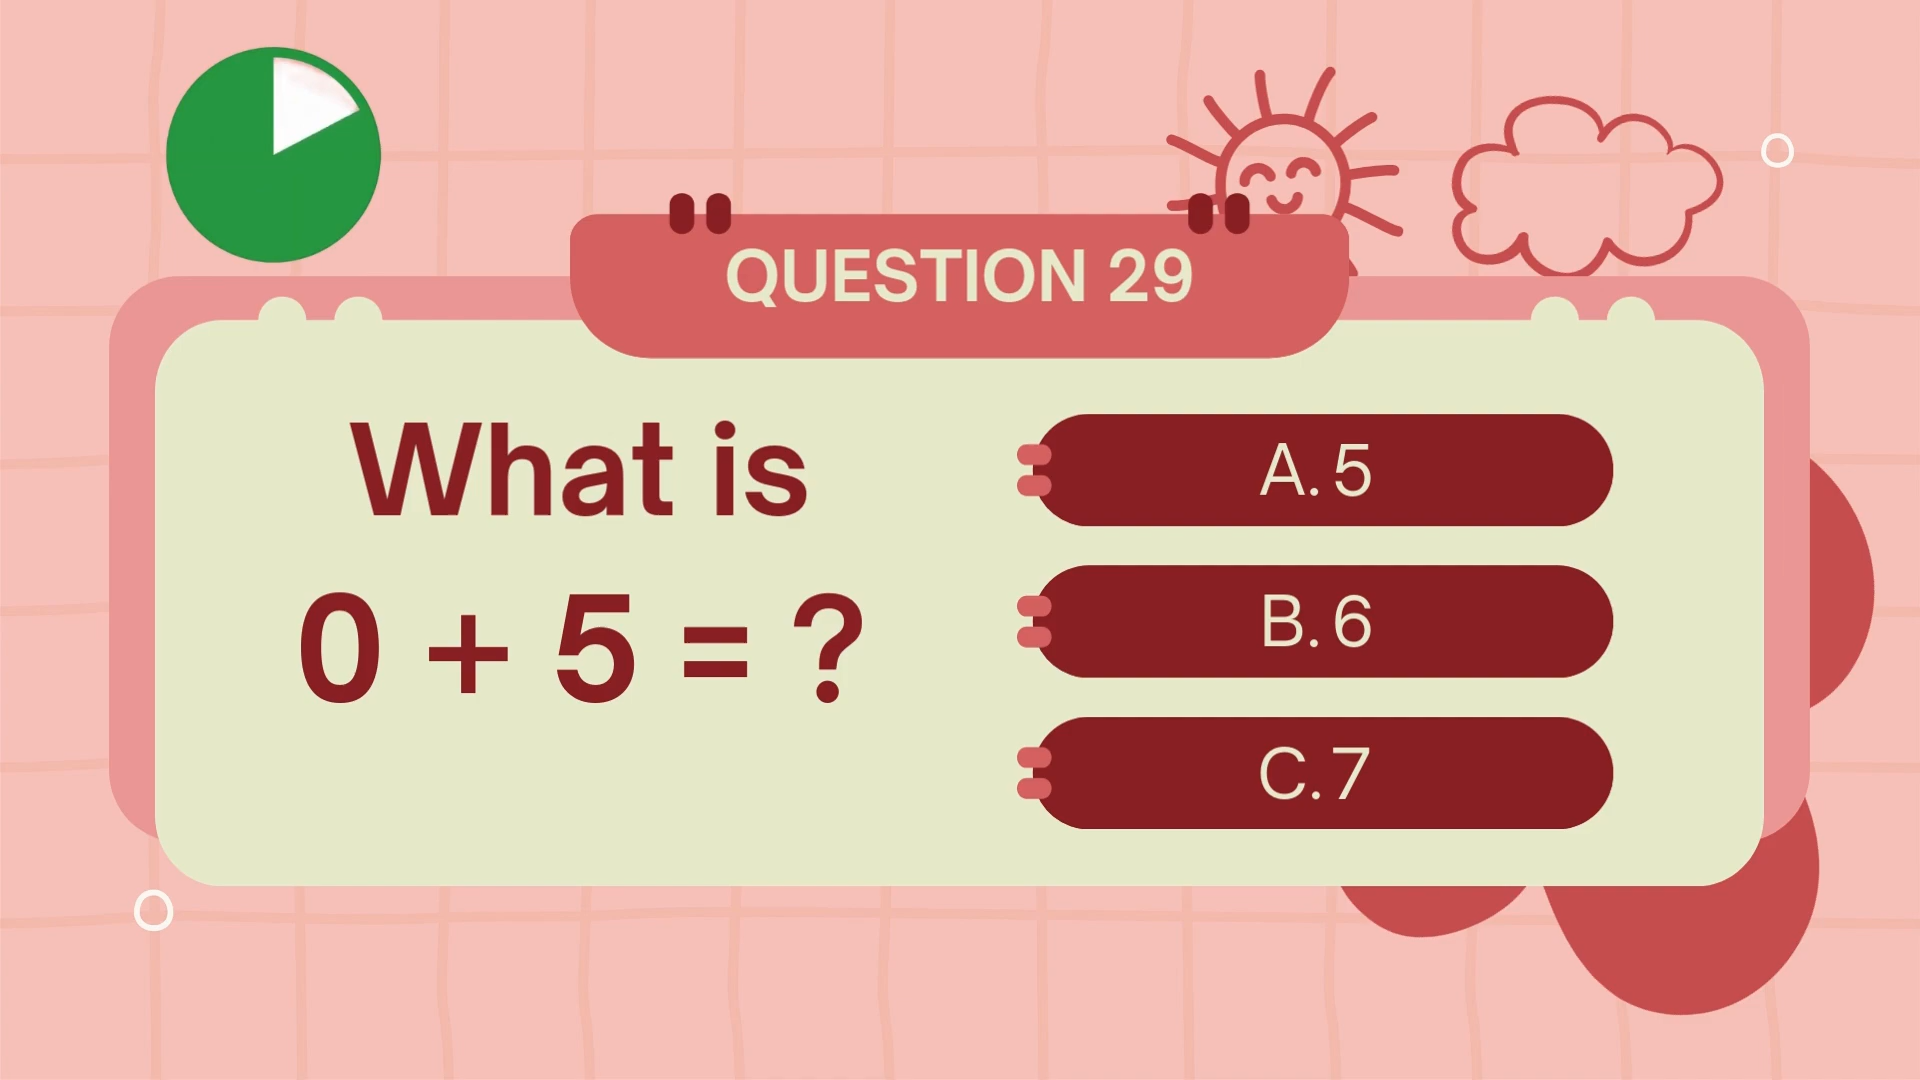 QUESTION 29
What is
0 + 5 = ?
A. 5
B. 6
C. 7